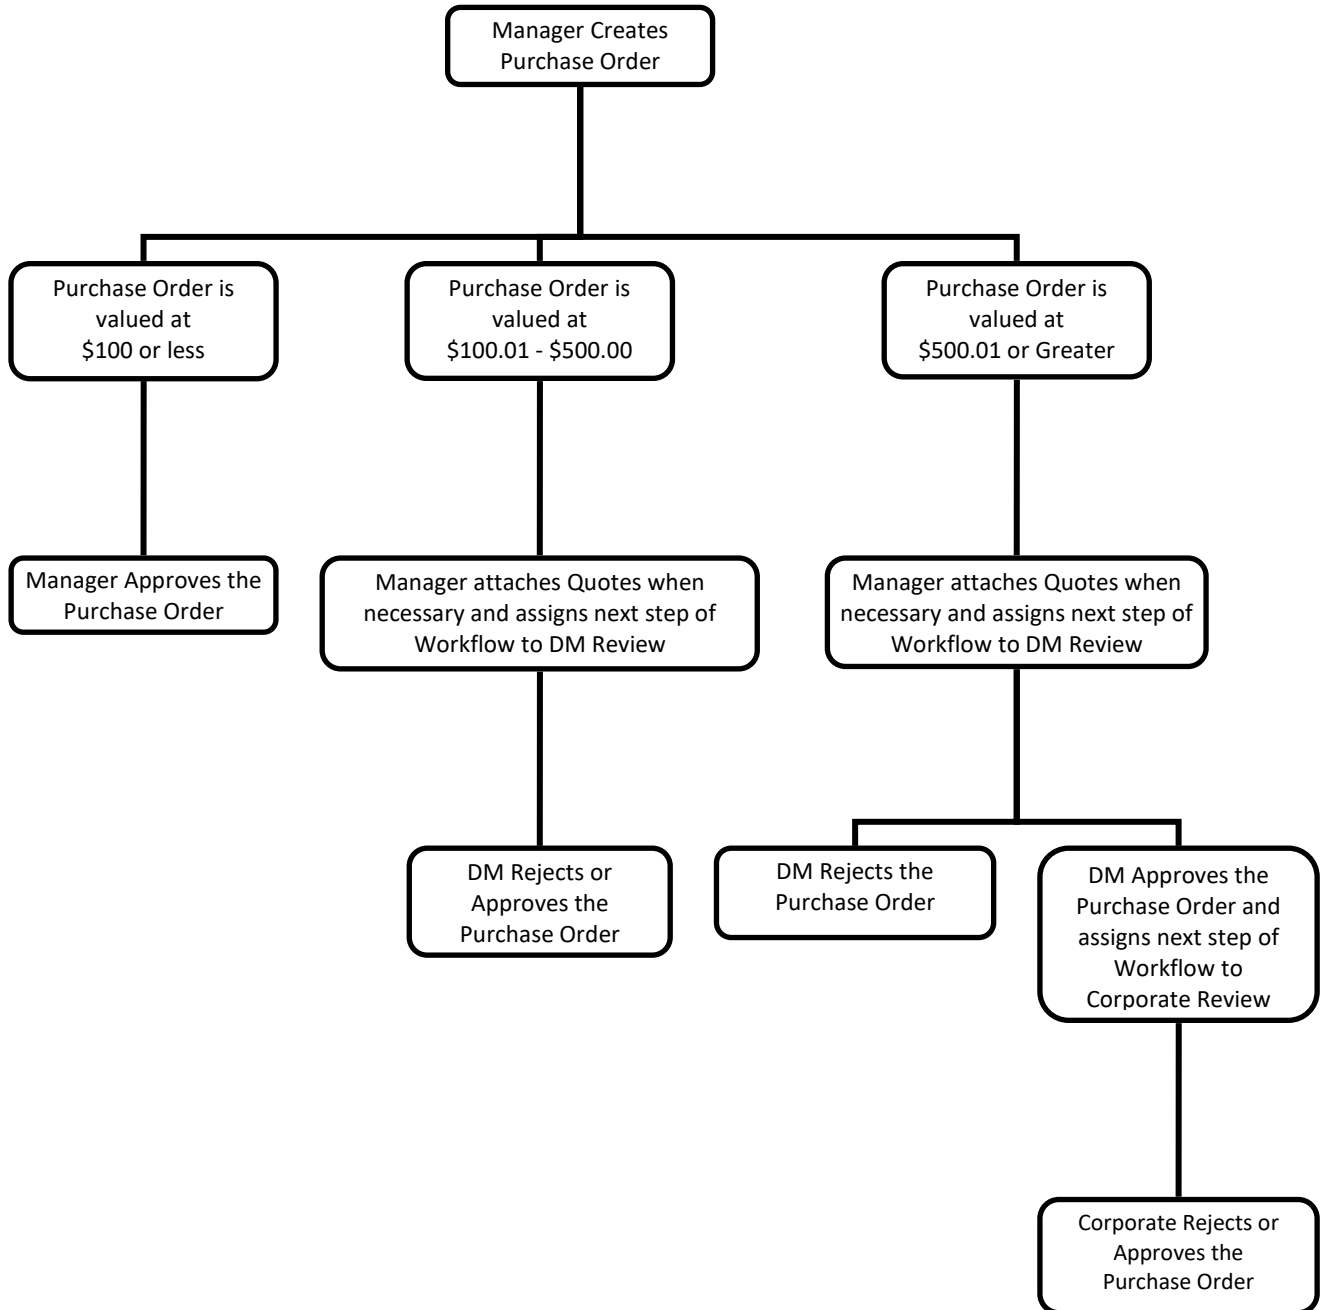 Manager Creates
Purchase Order
Purchase Order is
valued at
$100 or less
Purchase Order is
valued at
$100.01 - $500.00
Purchase Order is
valued at
$500.01 or Greater
Manager Approves the
Purchase Order
Manager attaches Quotes when
necessary and assigns next step of
Workflow to DM Review
Manager attaches Quotes when
necessary and assigns next step of
Workflow to DM Review
DM Rejects or
Approves the
Purchase Order
DM Rejects the
Purchase Order
DM Approves the
Purchase Order and
assigns next step of
Workflow to
Corporate Review
Corporate Rejects or
Approves the
Purchase Order